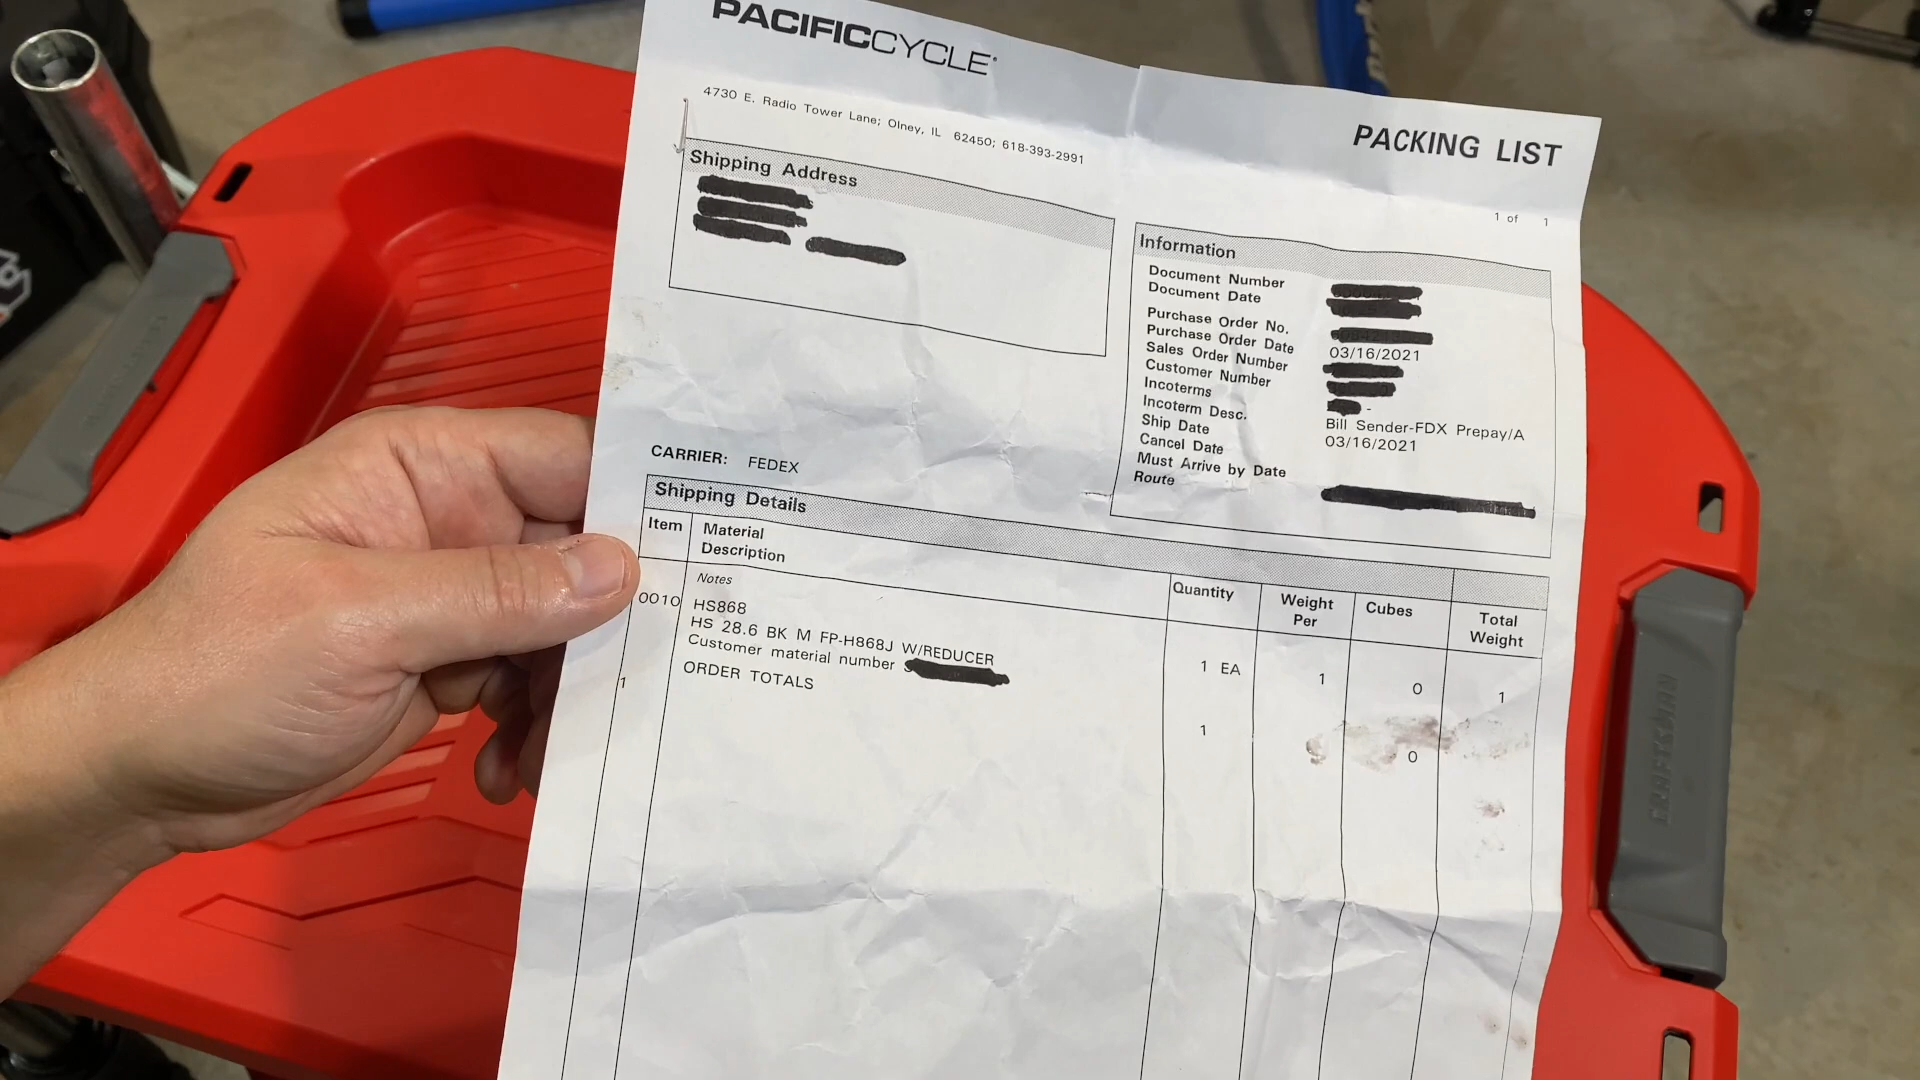 PACIFICCYCLE
4730 E. Radio Tower Lane; Olney, IL 62450; 618-393-2991
PACKING LIST
1 of 1
Shipping Address
Information
Document Number
Document Date
Purchase Order No.
Purchase Order Date 03/16/2021
Sales Order Number
Customer Number
Incoterms -
Incoterm Desc. Bill Sender-FDX Prepay/A
Ship Date 03/16/2021
Cancel Date
Must Arrive by Date
Route
CARRIER: FEDEX
Shipping Details
Item Material Quantity Weight Cubes Total
Description Per Weight
Notes
0010 HS868
HS 28.6 BK M FP-H868J W/REDUCER 1 EA 1 0 1
Customer material number
1 ORDER TOTALS 1 0
CRAFTSMAN